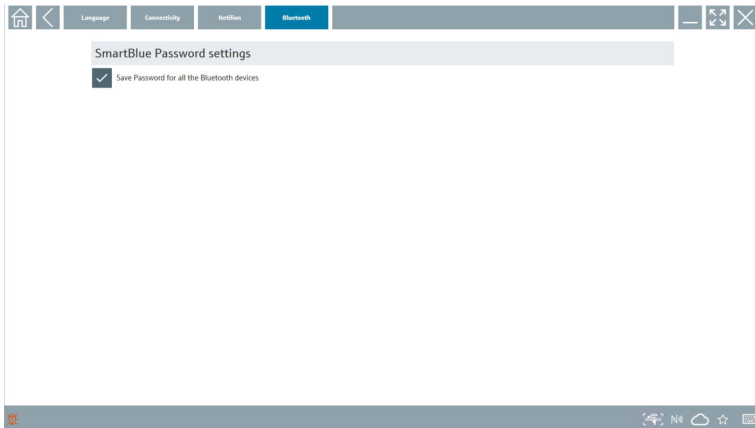 Language Connectivity Netilion Bluetooth
SmartBlue Password settings
Save Password for all the Bluetooth devices